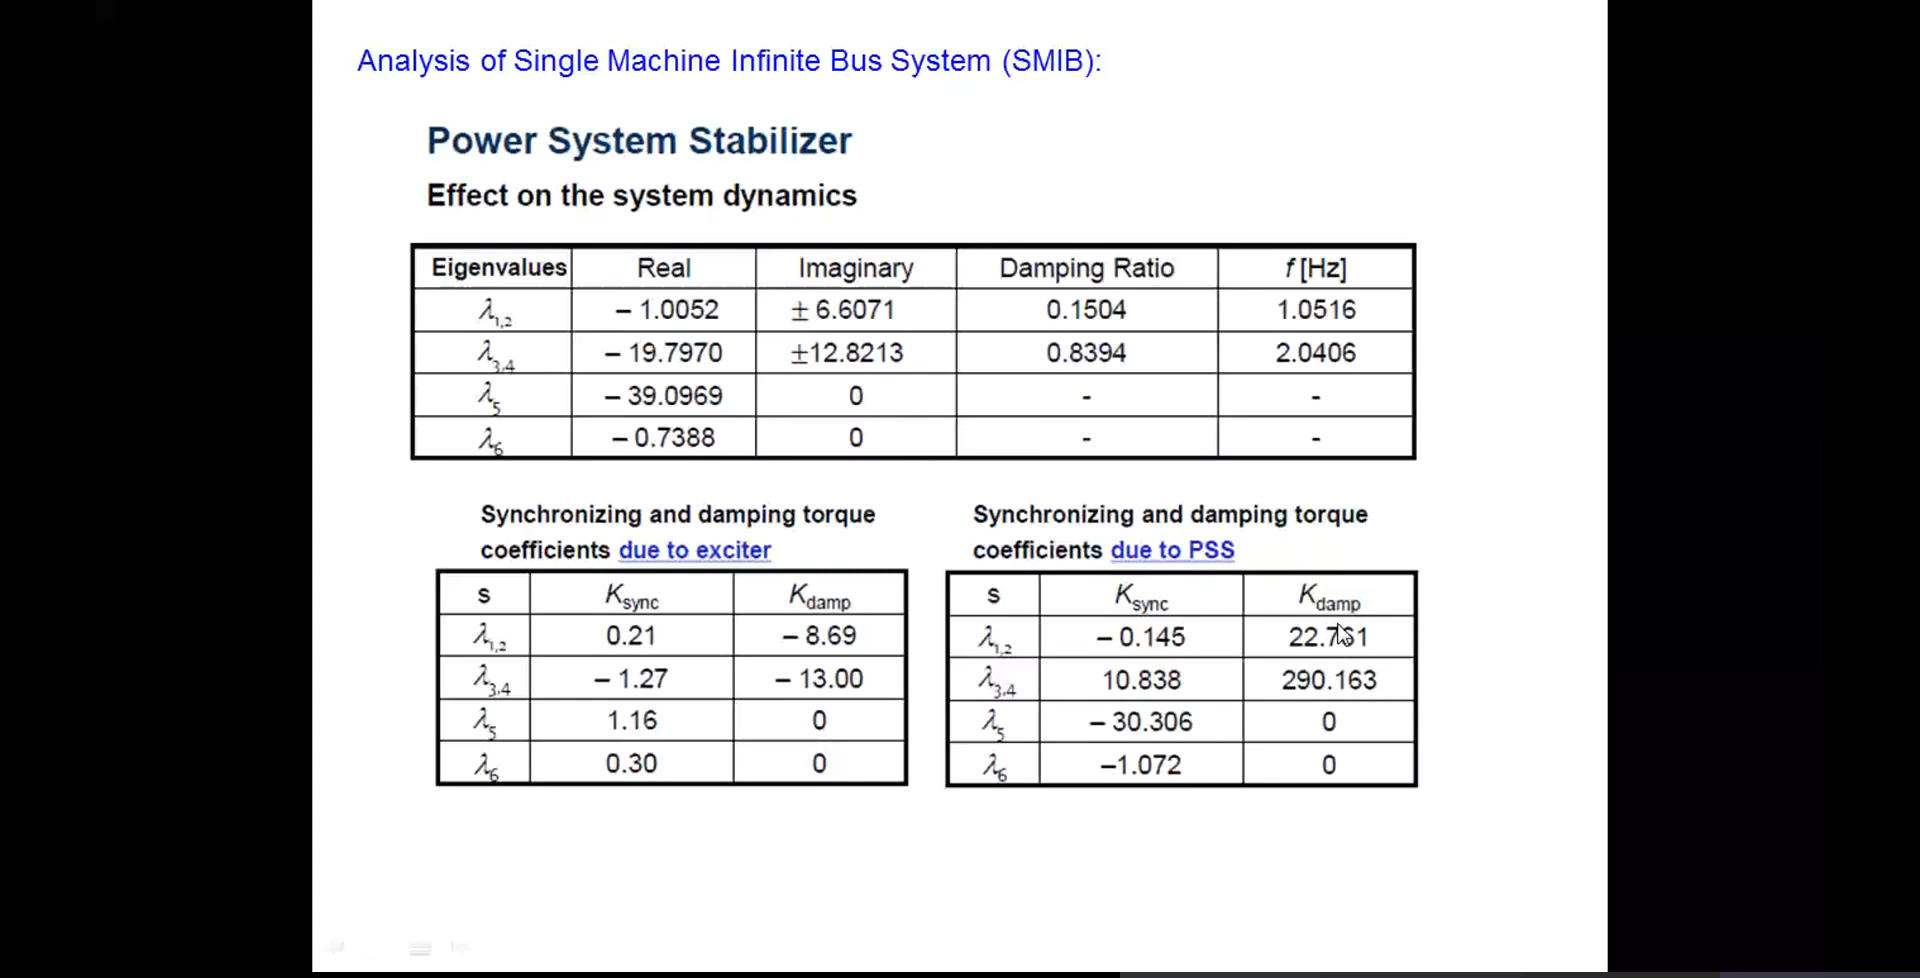 Analysis of Single Machine Infinite Bus System (SMIB):
Power System Stabilizer
Effect on the system dynamics
Eigenvalues Real Imaginary Damping Ratio f [Hz]
λ1,2 – 1.0052 ± 6.6071 0.1504 1.0516
λ3,4 – 19.7970 ±12.8213 0.8394 2.0406
λ5 – 39.0969 0 - -
λ6 – 0.7388 0 - -
Synchronizing and damping torque
coefficients due to exciter
s Ksync Kdamp
λ1,2 0.21 – 8.69
λ3,4 – 1.27 – 13.00
λ5 1.16 0
λ6 0.30 0
Synchronizing and damping torque
coefficients due to PSS
s Ksync Kdamp
λ1,2 – 0.145
λ3,4 10.838 290.163
λ5 – 30.306 0
λ6 –1.072 0